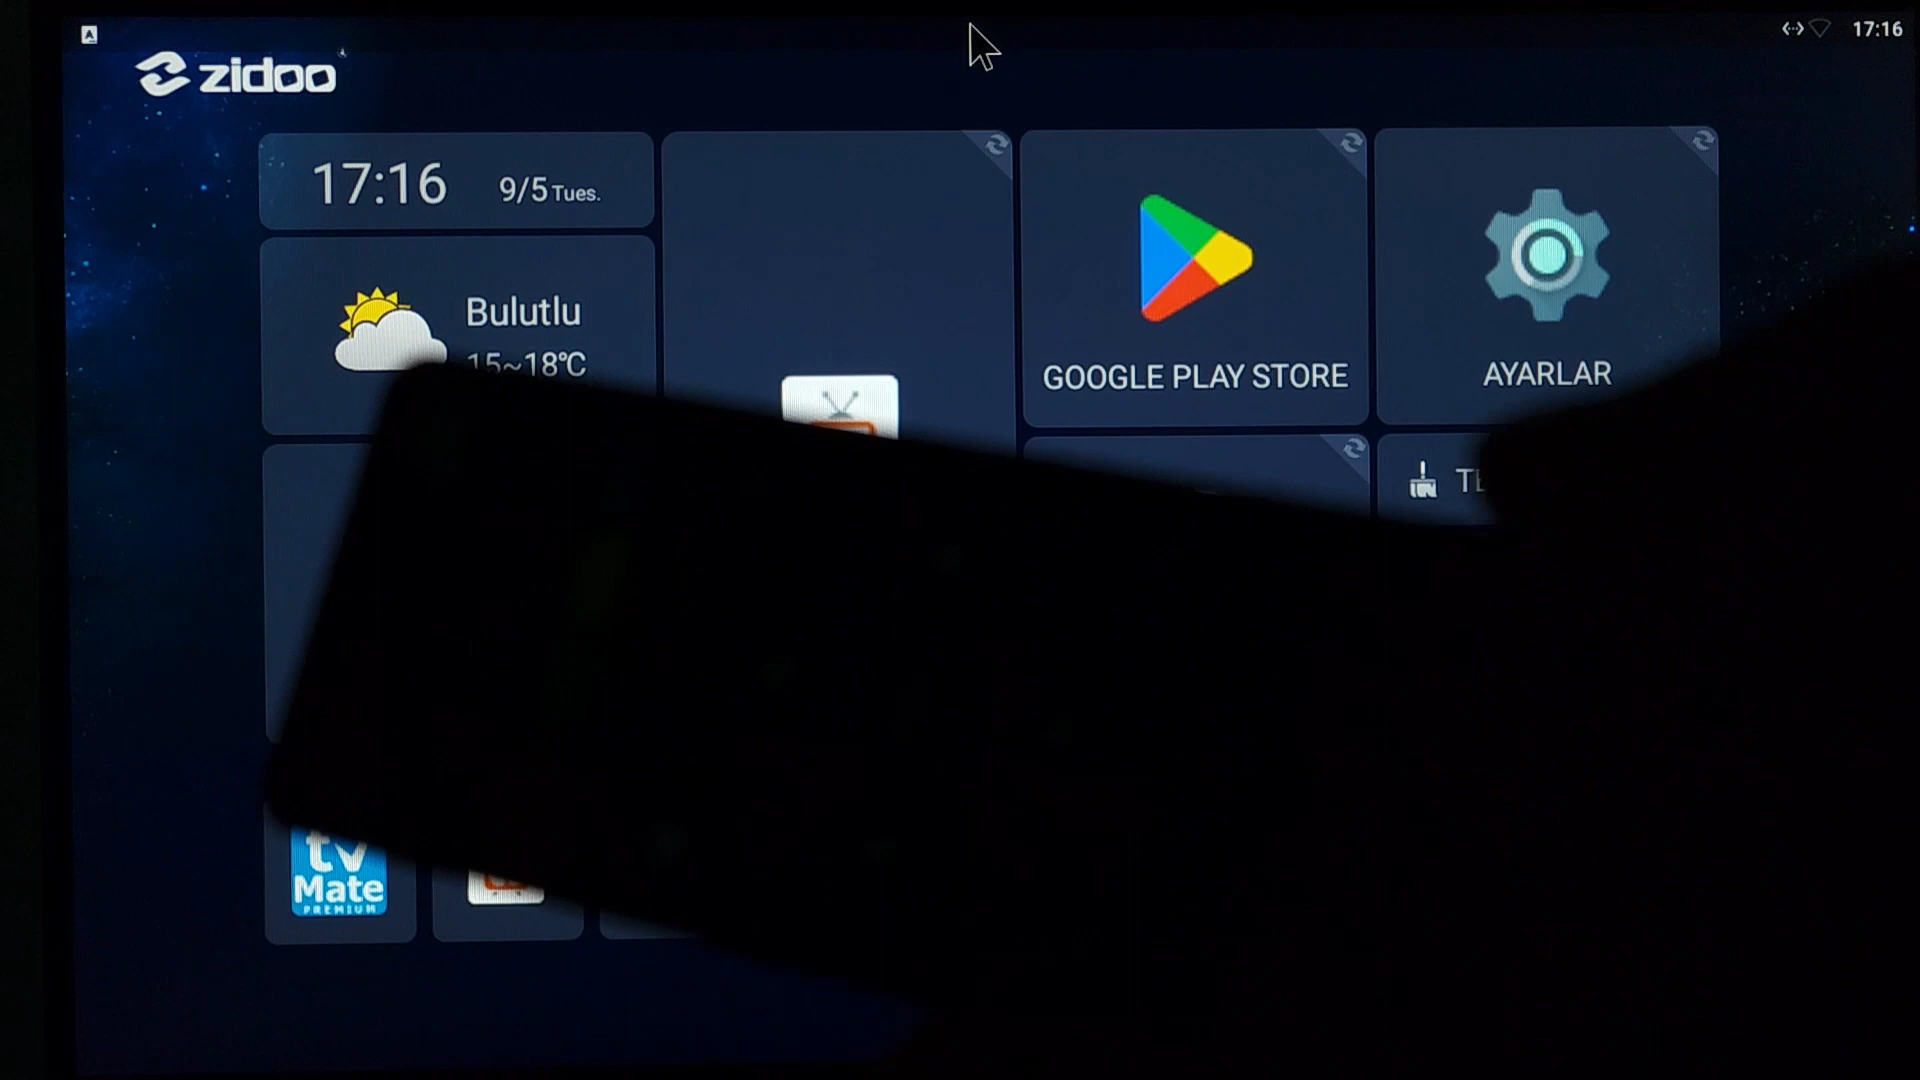 A
17:16
zidoo
17:16 9/5 Tues.
Bulutlu
15~18°C
GOOGLE PLAY STORE
AYARLAR
tv
Mate
PREMIUM